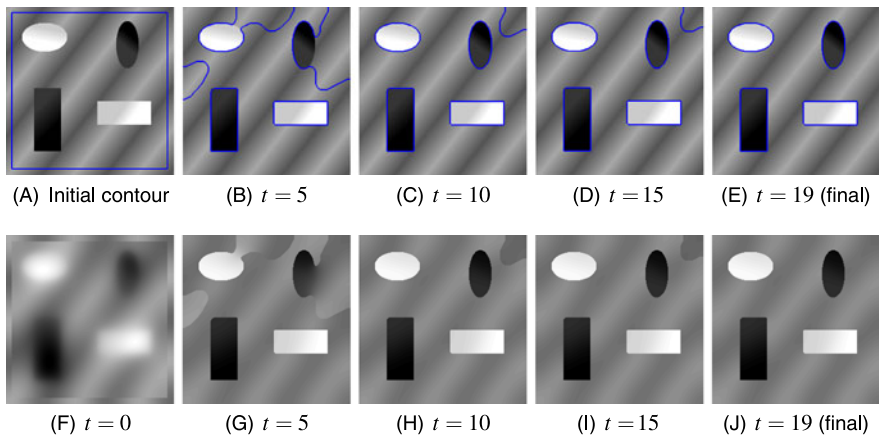 (A) Initial contour
(B) t = 5
(C) t = 10
(D) t = 15
(E) t = 19 (final)
(F) t = 0
(G) t = 5
(H) t = 10
(I) t = 15
(J) t = 19 (final)